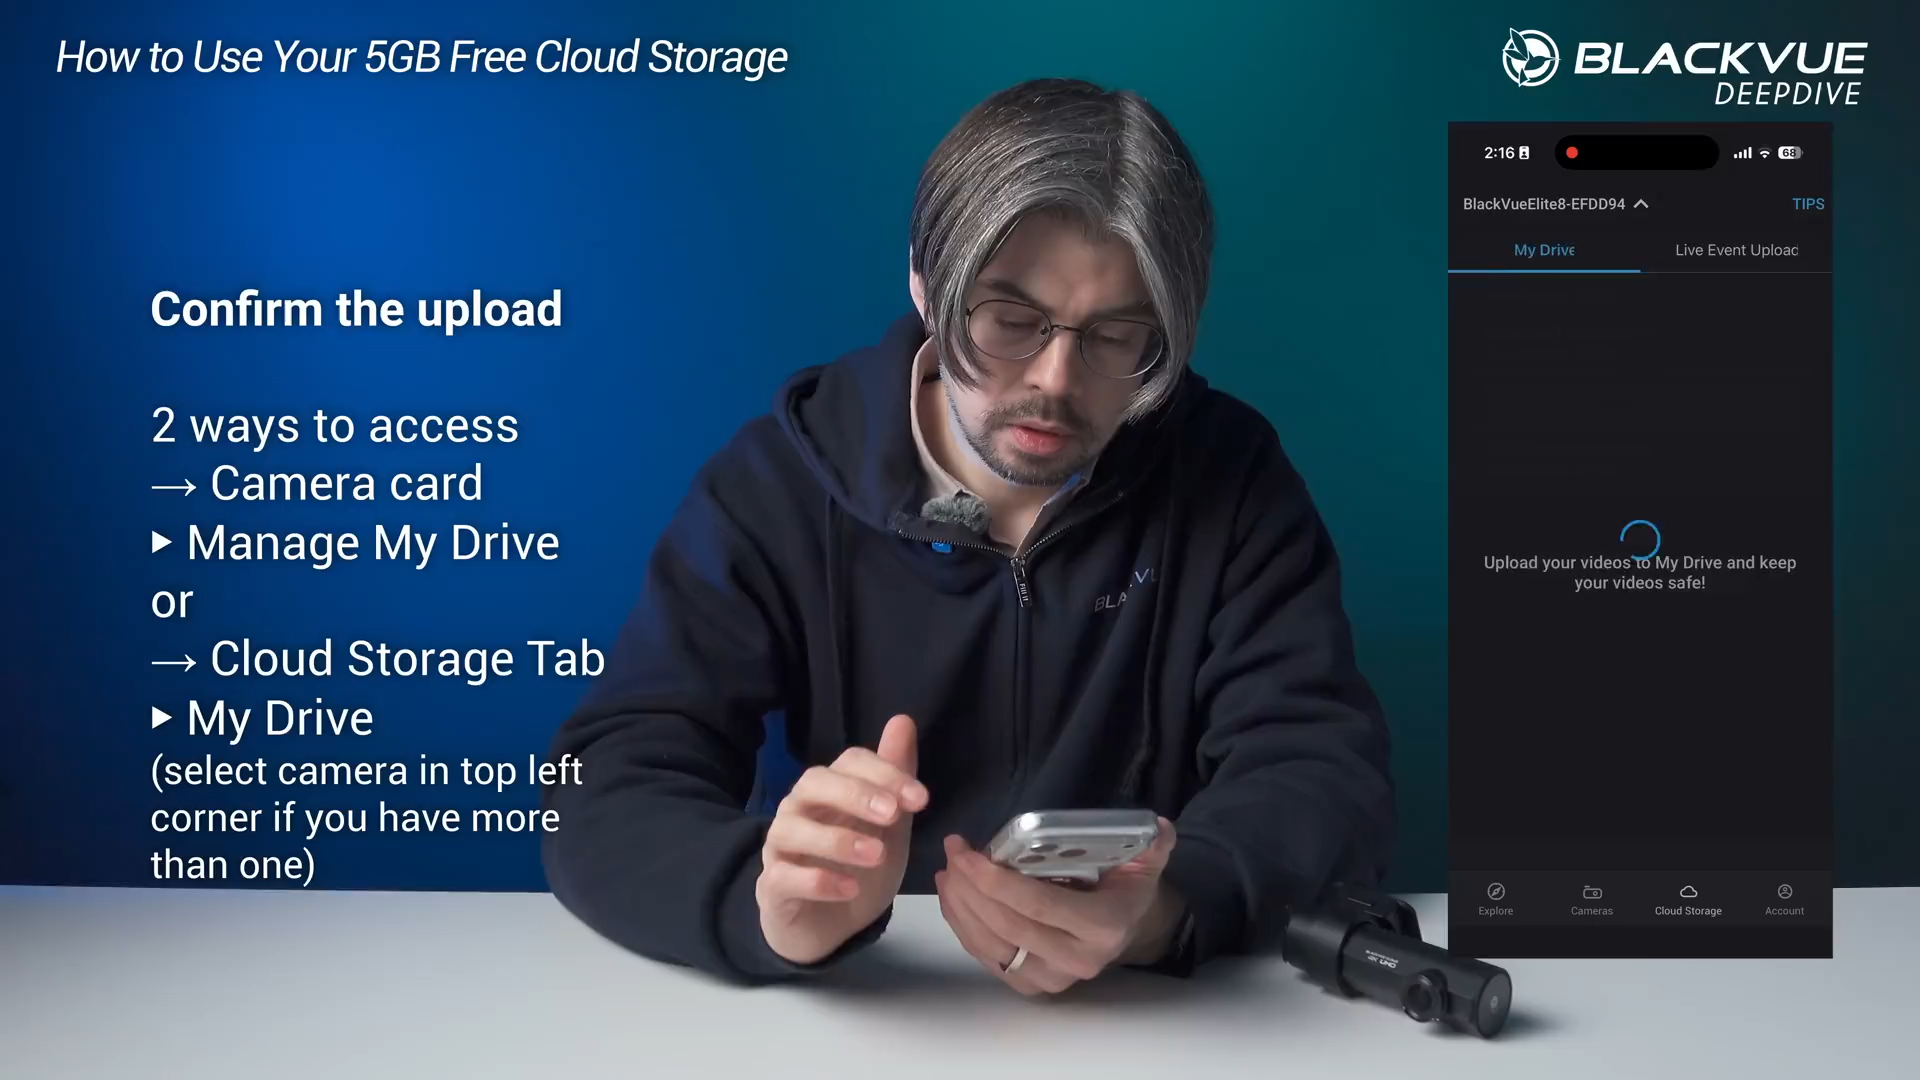 How to Use Your 5GB Free Cloud Storage
BLACKVUE
DEEPDIVE
Confirm the upload
2 ways to access
→ Camera card
▶ Manage My Drive
or
→ Cloud Storage Tab
▶ My Drive
(select camera in top left
corner if you have more
than one)
2:16
68
BlackVueElite8-EFDD94
TIPS
My Drive
Live Event Upload
Upload your videos to My Drive and keep
your videos safe!
Explore
Cameras
Cloud Storage
Account